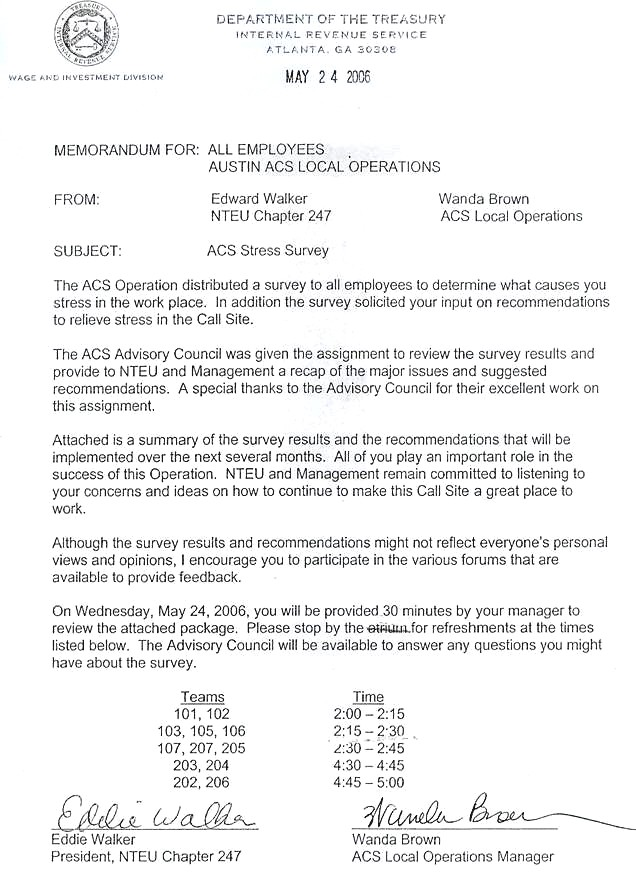 DEPARTMENT OF THE TREASURY
INTERNAL REVENUE SERVICE
ATLANTA, GA 30308
WAGE AND INVESTMENT DIVISION
MAY 24 2006
MEMORANDUM FOR: ALL EMPLOYEES
AUSTIN ACS LOCAL OPERATIONS
FROM: Edward Walker Wanda Brown
NTEU Chapter 247 ACS Local Operations
SUBJECT: ACS Stress Survey
The ACS Operation distributed a survey to all employees to determine what causes you
stress in the work place. In addition the survey solicited your input on recommendations
to relieve stress in the Call Site.
The ACS Advisory Council was given the assignment to review the survey results and
provide to NTEU and Management a recap of the major issues and suggested
recommendations. A special thanks to the Advisory Council for their excellent work on
this assignment.
Attached is a summary of the survey results and the recommendations that will be
implemented over the next several months. All of you play an important role in the
success of this Operation. NTEU and Management remain committed to listening to
your concerns and ideas on how to continue to make this Call Site a great place to
work.
Although the survey results and recommendations might not reflect everyone's personal
views and opinions, I encourage you to participate in the various forums that are
available to provide feedback.
On Wednesday, May 24, 2006, you will be provided 30 minutes by your manager to
review the attached package. Please stop by the atrium for refreshments at the times
listed below. The Advisory Council will be available to answer any questions you might
have about the survey.
Teams Time
101, 102 2:00 – 2:15
103, 105, 106 2:15 – 2:30
107, 207, 205 2:30 – 2:45
203, 204 4:30 – 4:45
202, 206 4:45 – 5:00
Eddie Walker Wanda Brown
Eddie Walker Wanda Brown
President, NTEU Chapter 247 ACS Local Operations Manager